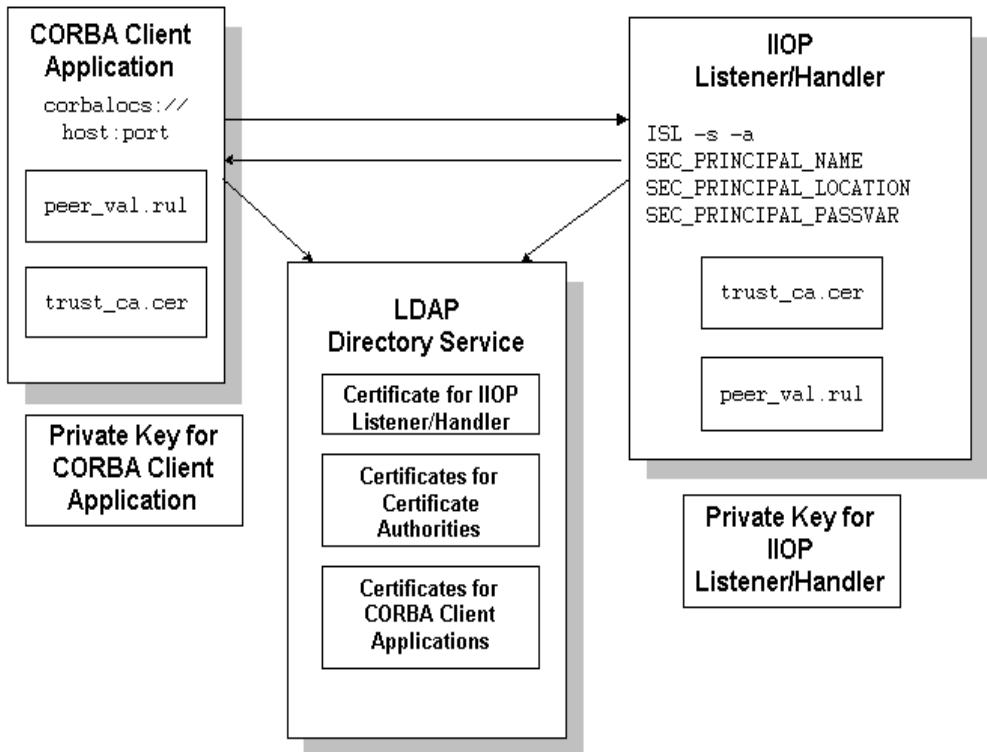 CORBA Client
Application
corbalocs://
host:port
peer_val.rul
trust_ca.cer
Private Key for
CORBA Client
Application
IIOP
Listener/Handler
ISL -s -a
SEC_PRINCIPAL_NAME
SEC_PRINCIPAL_LOCATION
SEC_PRINCIPAL_PASSVAR
trust_ca.cer
peer_val.rul
Private Key for
IIOP
Listener/Handler
LDAP
Directory Service
Certificate for IIOP
Listener/Handler
Certificates for
Certificate
Authorities
Certificates for
CORBA Client
Applications